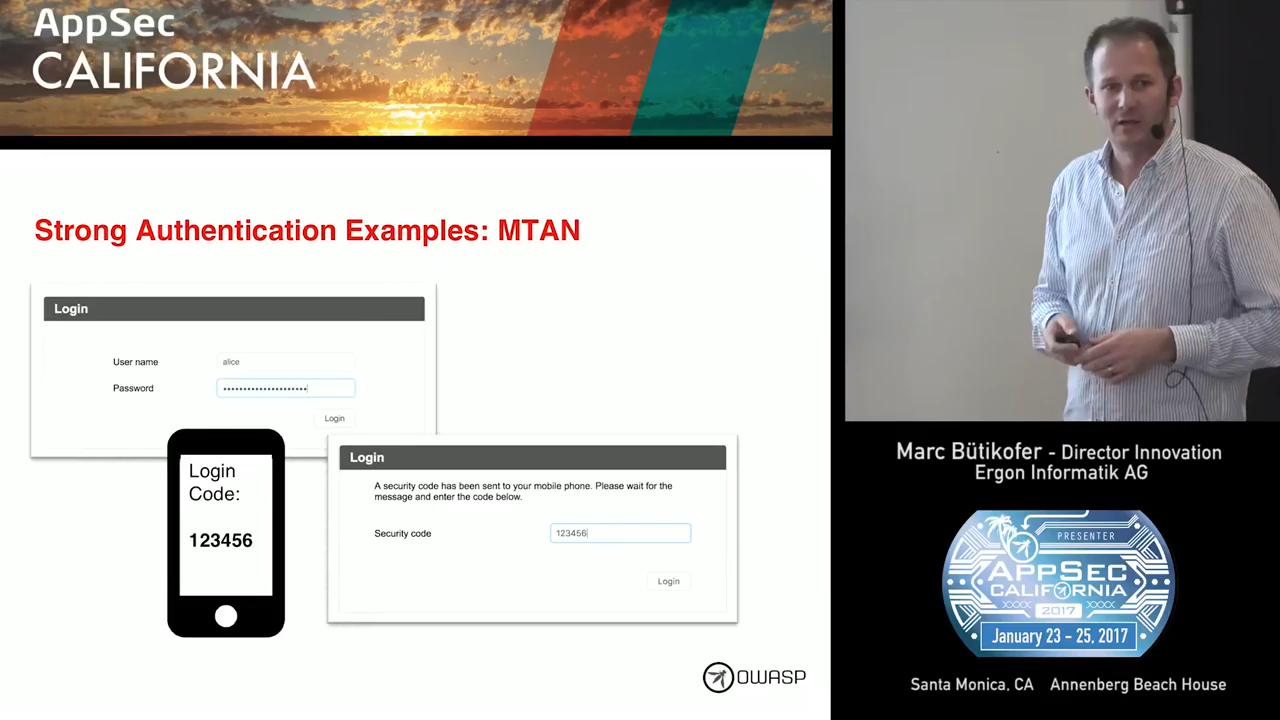 AppSec
CALIFORNIA
Strong Authentication Examples: MTAN
Login
User name
alice
Password
Login
Login
Code:
123456
Login
A security code has been sent to your mobile phone. Please wait for the
message and enter the code below.
Security code
123456
Login
OWASP
Marc Bütikofer - Director Innovation
Ergon Informatik AG
PRESENTER
APPSEC
CALIFORNIA
2017
January 23 – 25, 2017
Santa Monica, CA Annenberg Beach House